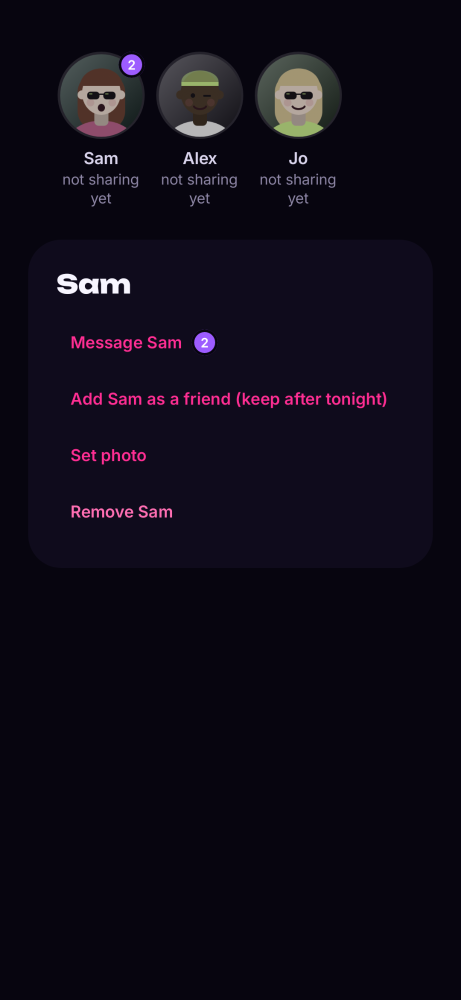 2
Sam
not sharing
yet
Alex
not sharing
yet
Jo
not sharing
yet
Sam
Message Sam 2
Add Sam as a friend (keep after tonight)
Set photo
Remove Sam